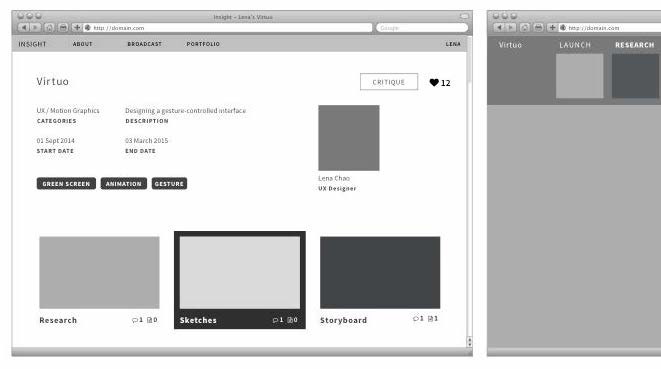 Insight - Lena's Virtuo
http://domain.com
Google
INSIGHT ABOUT BROADCAST PORTFOLIO LENA
Virtuo
CRITIQUE
12
UX / Motion Graphics
CATEGORIES
Designing a gesture-controlled interface
DESCRIPTION
01 Sept 2014
START DATE
03 March 2015
END DATE
GREEN SCREEN ANIMATION GESTURE
Lena Chao
UX Designer
Research 1 0
Sketches 1 0
Storyboard 1 1
http://domain.com
Virtuo LAUNCH RESEARCH